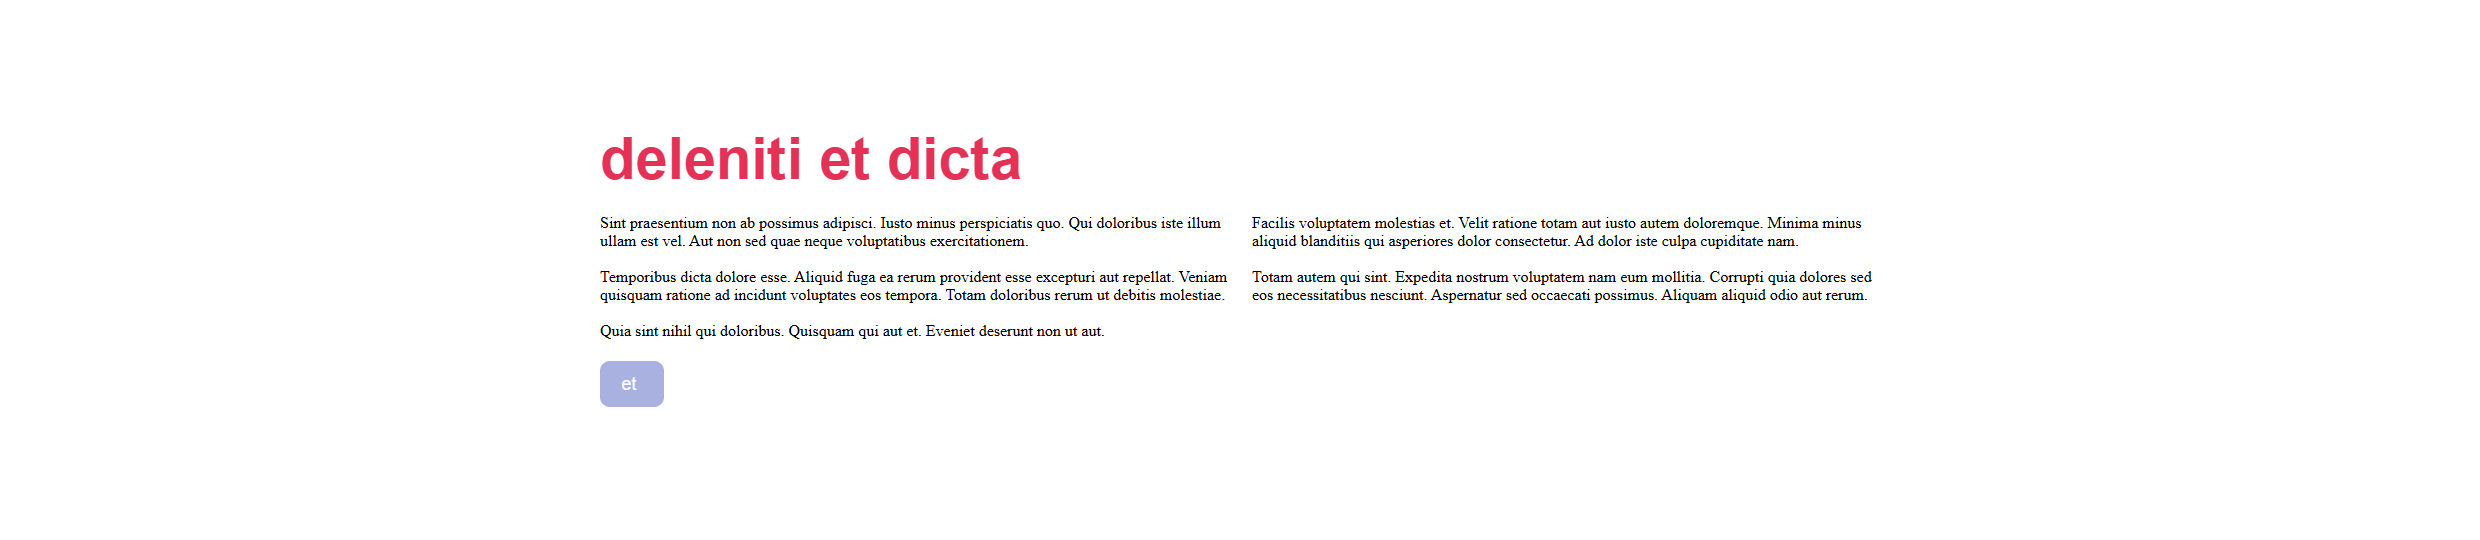 deleniti et dicta
Sint praesentium non ab possimus adipisci. Iusto minus perspiciatis quo. Qui doloribus iste illum
ullam est vel. Aut non sed quae neque voluptatibus exercitationem.
Temporibus dicta dolore esse. Aliquid fuga ea rerum provident esse excepturi aut repellat. Veniam
quisquam ratione ad incidunt voluptates eos tempora. Totam doloribus rerum ut debitis molestiae.
Quia sint nihil qui doloribus. Quisquam qui aut et. Eveniet deserunt non ut aut.
Facilis voluptatem molestias et. Velit ratione totam aut iusto autem doloremque. Minima minus
aliquid blanditiis qui asperiores dolor consectetur. Ad dolor iste culpa cupiditate nam.
Totam autem qui sint. Expedita nostrum voluptatem nam eum mollitia. Corrupti quia dolores sed
eos necessitatibus nesciunt. Aspernatur sed occaecati possimus. Aliquam aliquid odio aut rerum.
et